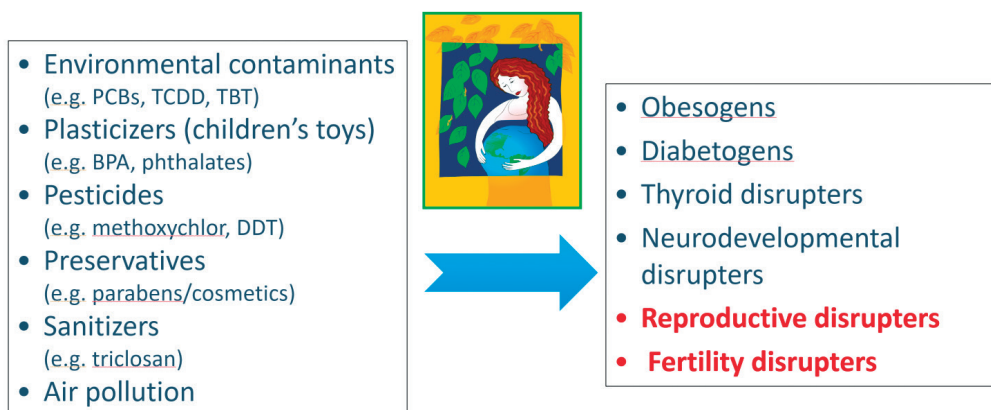 • Environmental contaminants
(e.g. PCBs, TCDD, TBT)
• Plasticizers (children's toys)
(e.g. BPA, phthalates)
• Pesticides
(e.g. methoxychlor, DDT)
• Preservatives
(e.g. parabens/cosmetics)
• Sanitizers
(e.g. triclosan)
• Air pollution
• Obesogens
• Diabetogens
• Thyroid disrupters
• Neurodevelopmental
disrupters
• Reproductive disrupters
• Fertility disrupters